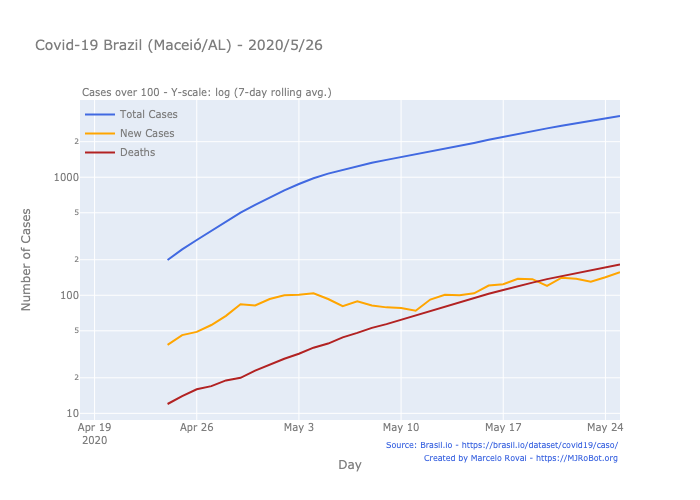 Covid-19 Brazil (Maceió/AL) - 2020/5/26
Cases over 100 - Y-scale: log (7-day rolling avg.)
Total Cases
New Cases
Deaths
2
1000
5
2
100
5
2
10
Number of Cases
Apr 19
2020
Apr 26
May 3
May 10
May 17
May 24
Day
Source: Brasil.io - https://brasil.io/dataset/covid19/caso/
Created by Marcelo Rovai - https://MJRoBot.org